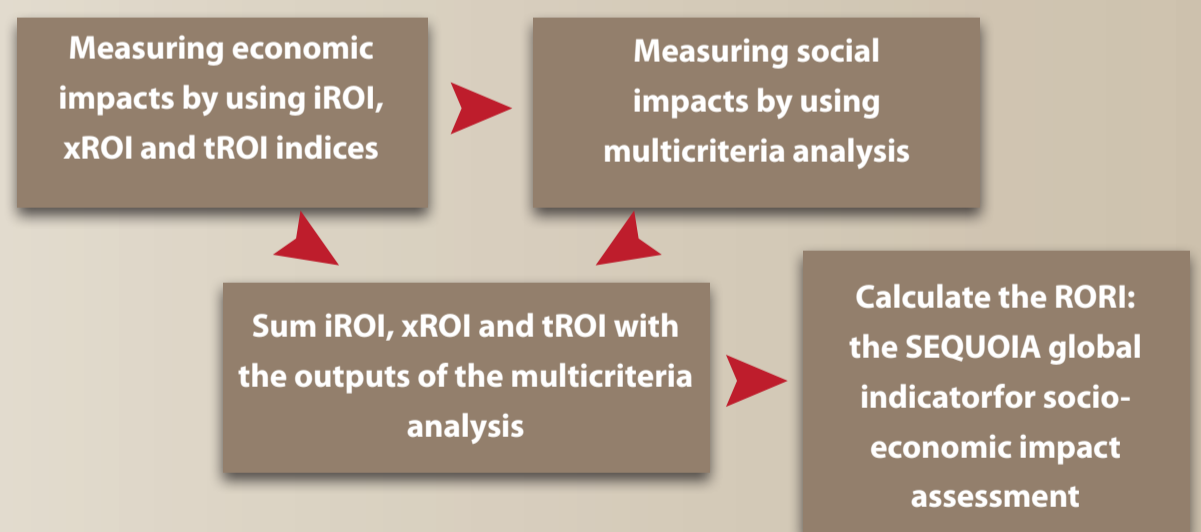 Measuring economic
impacts by using iROI,
xROI and tROI indices
Measuring social
impacts by using
multicriteria analysis
Sum iROI, xROI and tROI with
the outputs of the multicriteria
analysis
Calculate the RORI:
the SEQUOIA global
indicatorfor socio-
economic impact
assessment